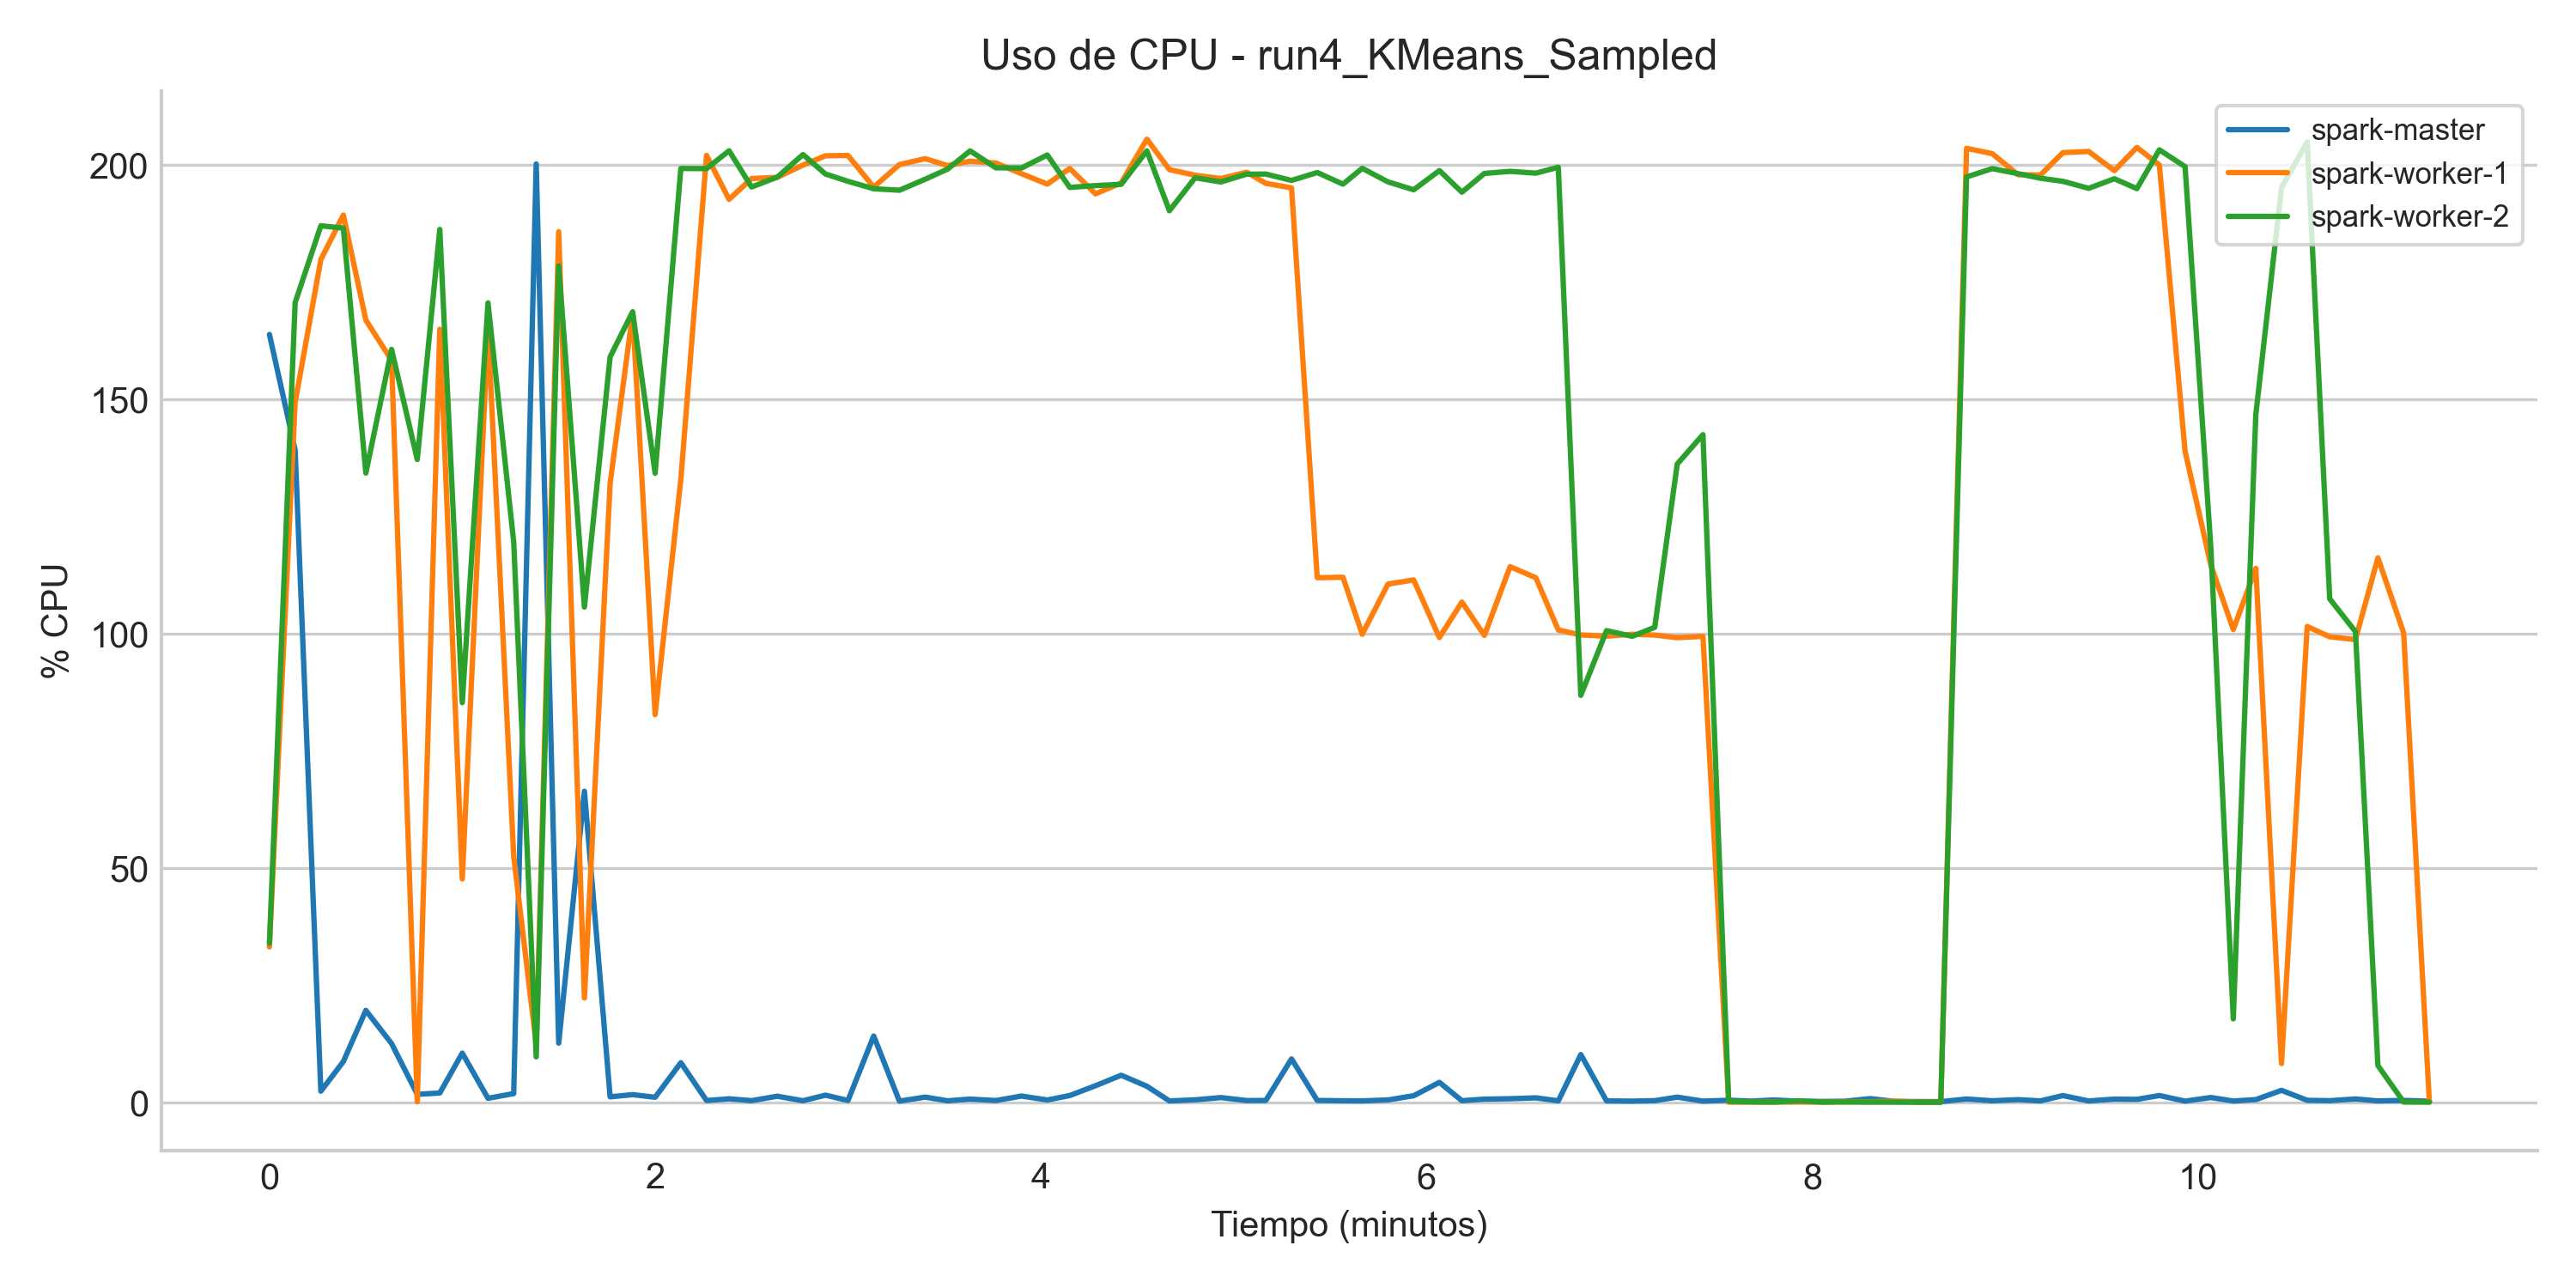 Uso de CPU - run4_KMeans_Sampled
spark-master
spark-worker-1
spark-worker-2
200
150
100
50
0
% CPU
0 2 4 6 8 10
Tiempo (minutos)